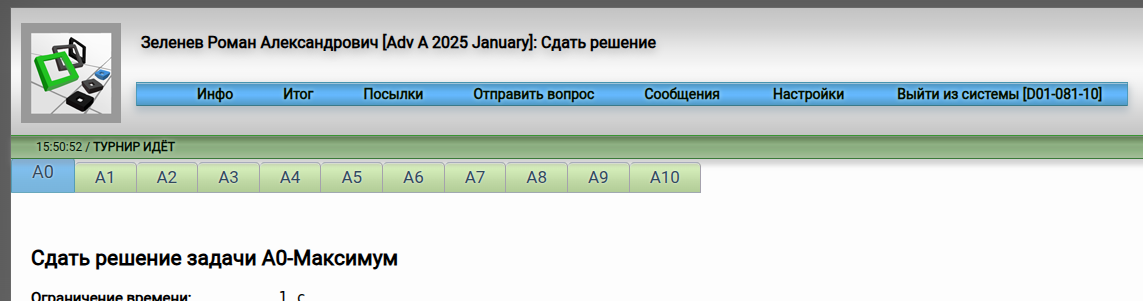 Зеленев Роман Александрович [Adv A 2025 January]: Сдать решение
Инфо Итог Посылки Отправить вопрос Сообщения Настройки Выйти из системы [D01-081-10]
15:50:52 / ТУРНИР ИДЁТ
A0 A1 A2 A3 A4 A5 A6 A7 A8 A9 A10
Сдать решение задачи A0-Максимум
Ограничение времени: 1 с